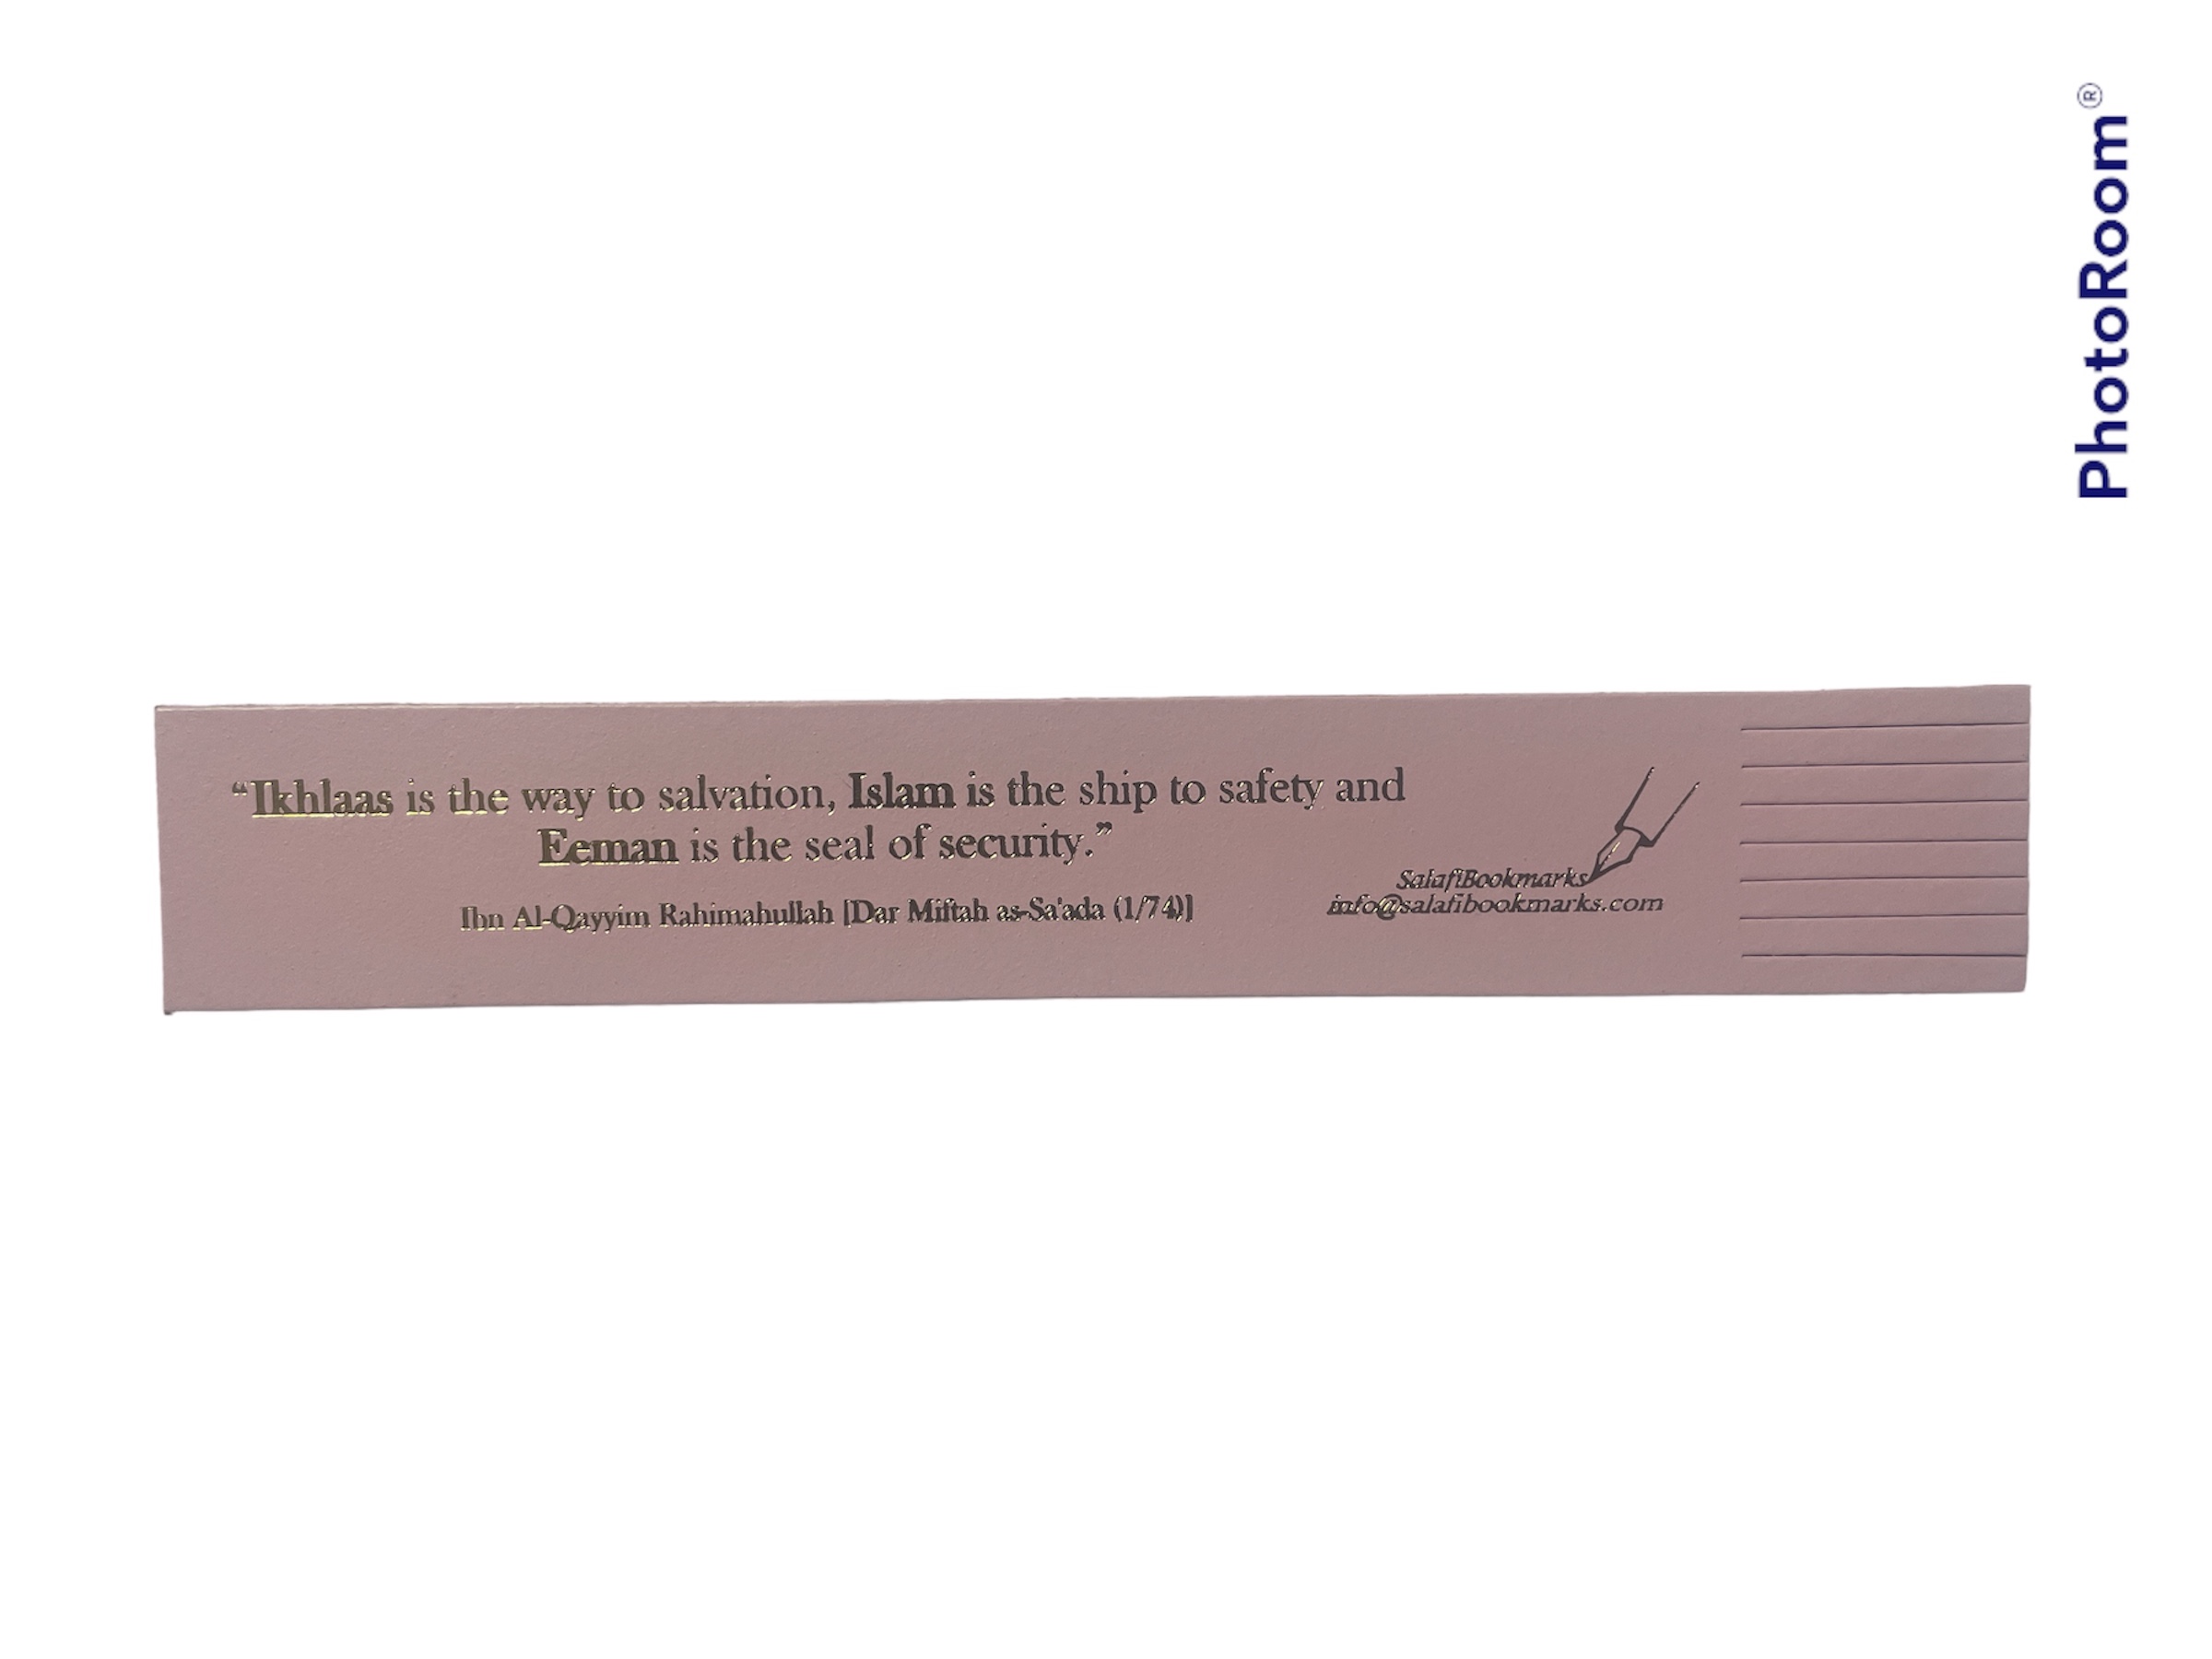 “Ikhlaas is the way to salvation, Islam is the ship to safety and
Eeman is the seal of security.”
Ibn Al-Qayyim Rahimahullah [Dar Miftah as-Sa'ada (1/74)]
SalafiBookmarks
info@salafibookmarks.com
PhotoRoom®